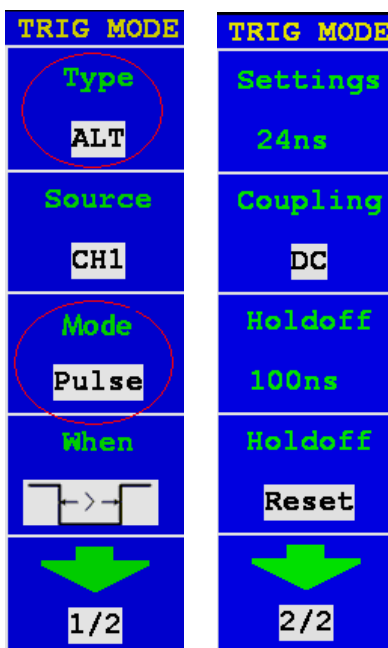 TRIG MODE
Type
ALT
Source
CH1
Mode
Pulse
When
>
1/2
TRIG MODE
Settings
24ns
Coupling
DC
Holdoff
100ns
Holdoff
Reset
2/2